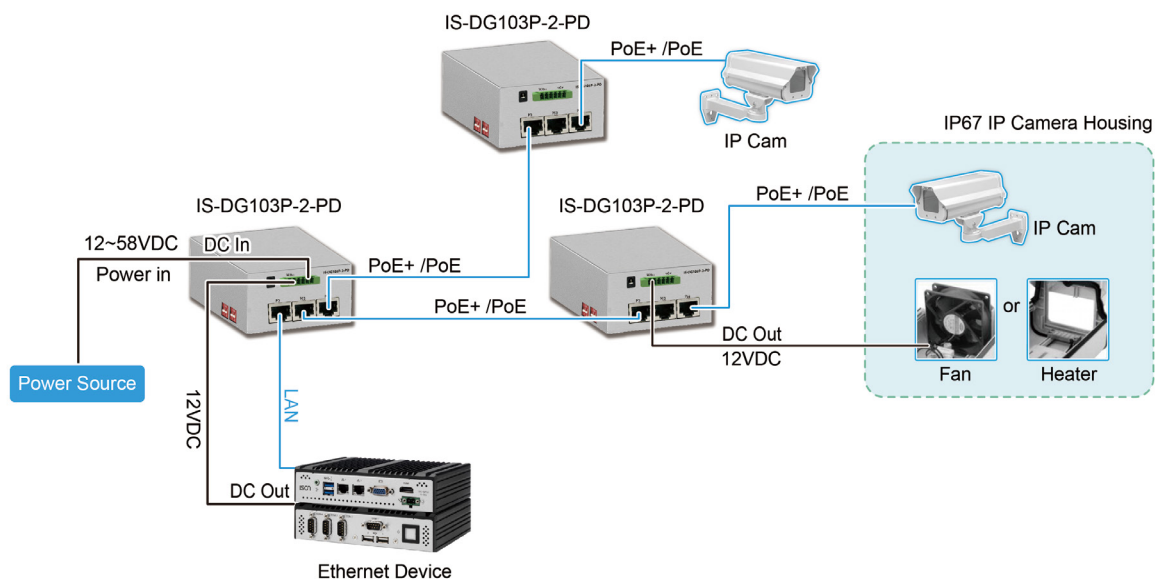 IS-DG103P-2-PD
PoE+ /PoE
IP Cam
IP67 IP Camera Housing
IS-DG103P-2-PD
IS-DG103P-2-PD
PoE+ /PoE
IP Cam
12~58VDC
DC In
Power in
PoE+ /PoE
PoE+ /PoE
DC Out
12VDC
or
Fan
Heater
Power Source
12VDC
LAN
DC Out
Ethernet Device